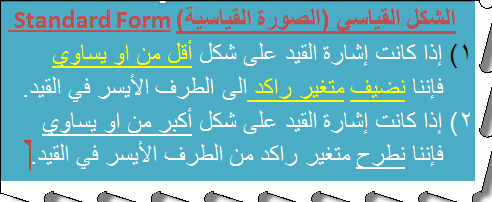 الشكل القياسي (الصورة القياسية) Standard Form
١) إذا كانت إشارة القيد على شكل أقل من او يساوي
فإننا نضيف متغير راكد الى الطرف الأيسر في القيد.
٢) إذا كانت إشارة القيد على شكل أكبر من او يساوي
فإننا نطرح متغير راكد من الطرف الأيسر في القيد.